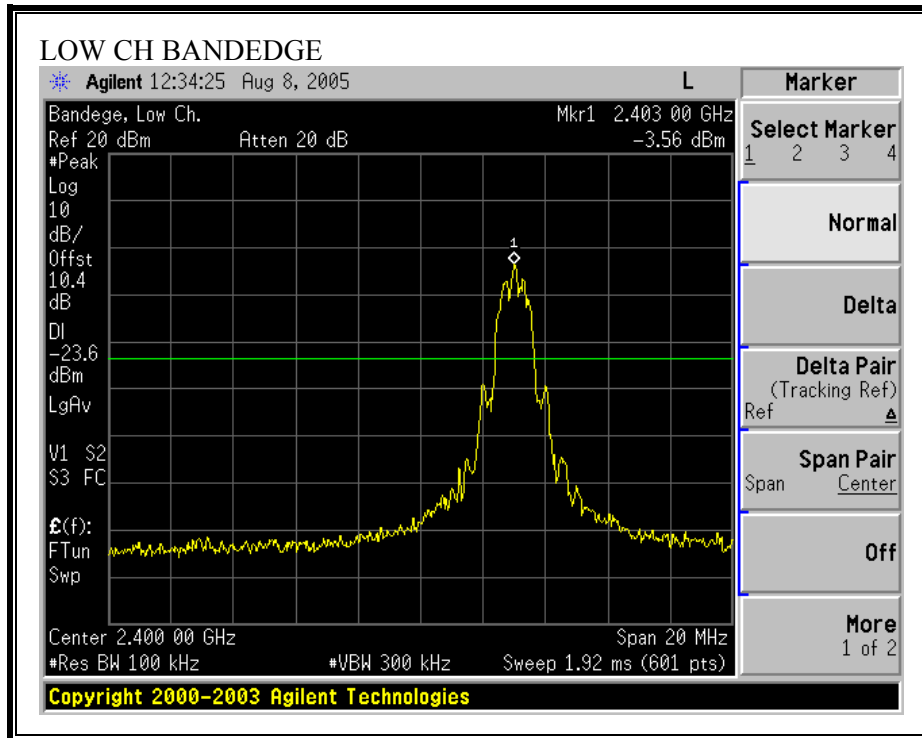 LOW CH BANDEDGE
Agilent 12:34:25 Aug 8, 2005 L
Bandege, Low Ch. Mkr1 2.403 00 GHz
Ref 20 dBm Atten 20 dB -3.56 dBm
#Peak
Log
10
dB/
Offst
10.4
dB
DI
-23.6
dBm
LgAv
V1 S2
S3 FC
£(f):
FTun
Swp
1
Center 2.400 00 GHz Span 20 MHz
#Res BW 100 kHz #VBW 300 kHz Sweep 1.92 ms (601 pts)
Copyright 2000-2003 Agilent Technologies
Marker
Select Marker
1 2 3 4
Normal
Delta
Delta Pair
(Tracking Ref)
Ref Δ
Span Pair
Span Center
Off
More
1 of 2